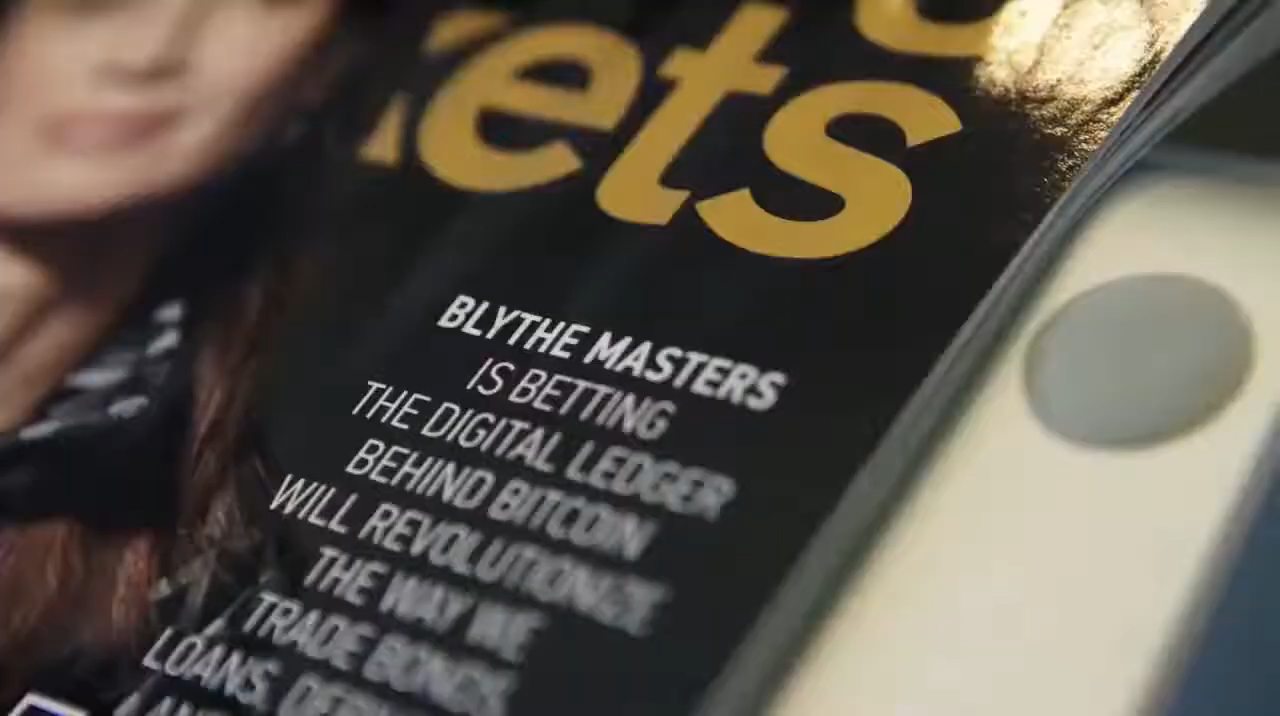 ets
BLYTHE MASTERS
IS BETTING
THE DIGITAL LEDGER
BEHIND BITCOIN
WILL REVOLUTIONIZE
THE WAY WE
TRADE BONDS,
LOANS,